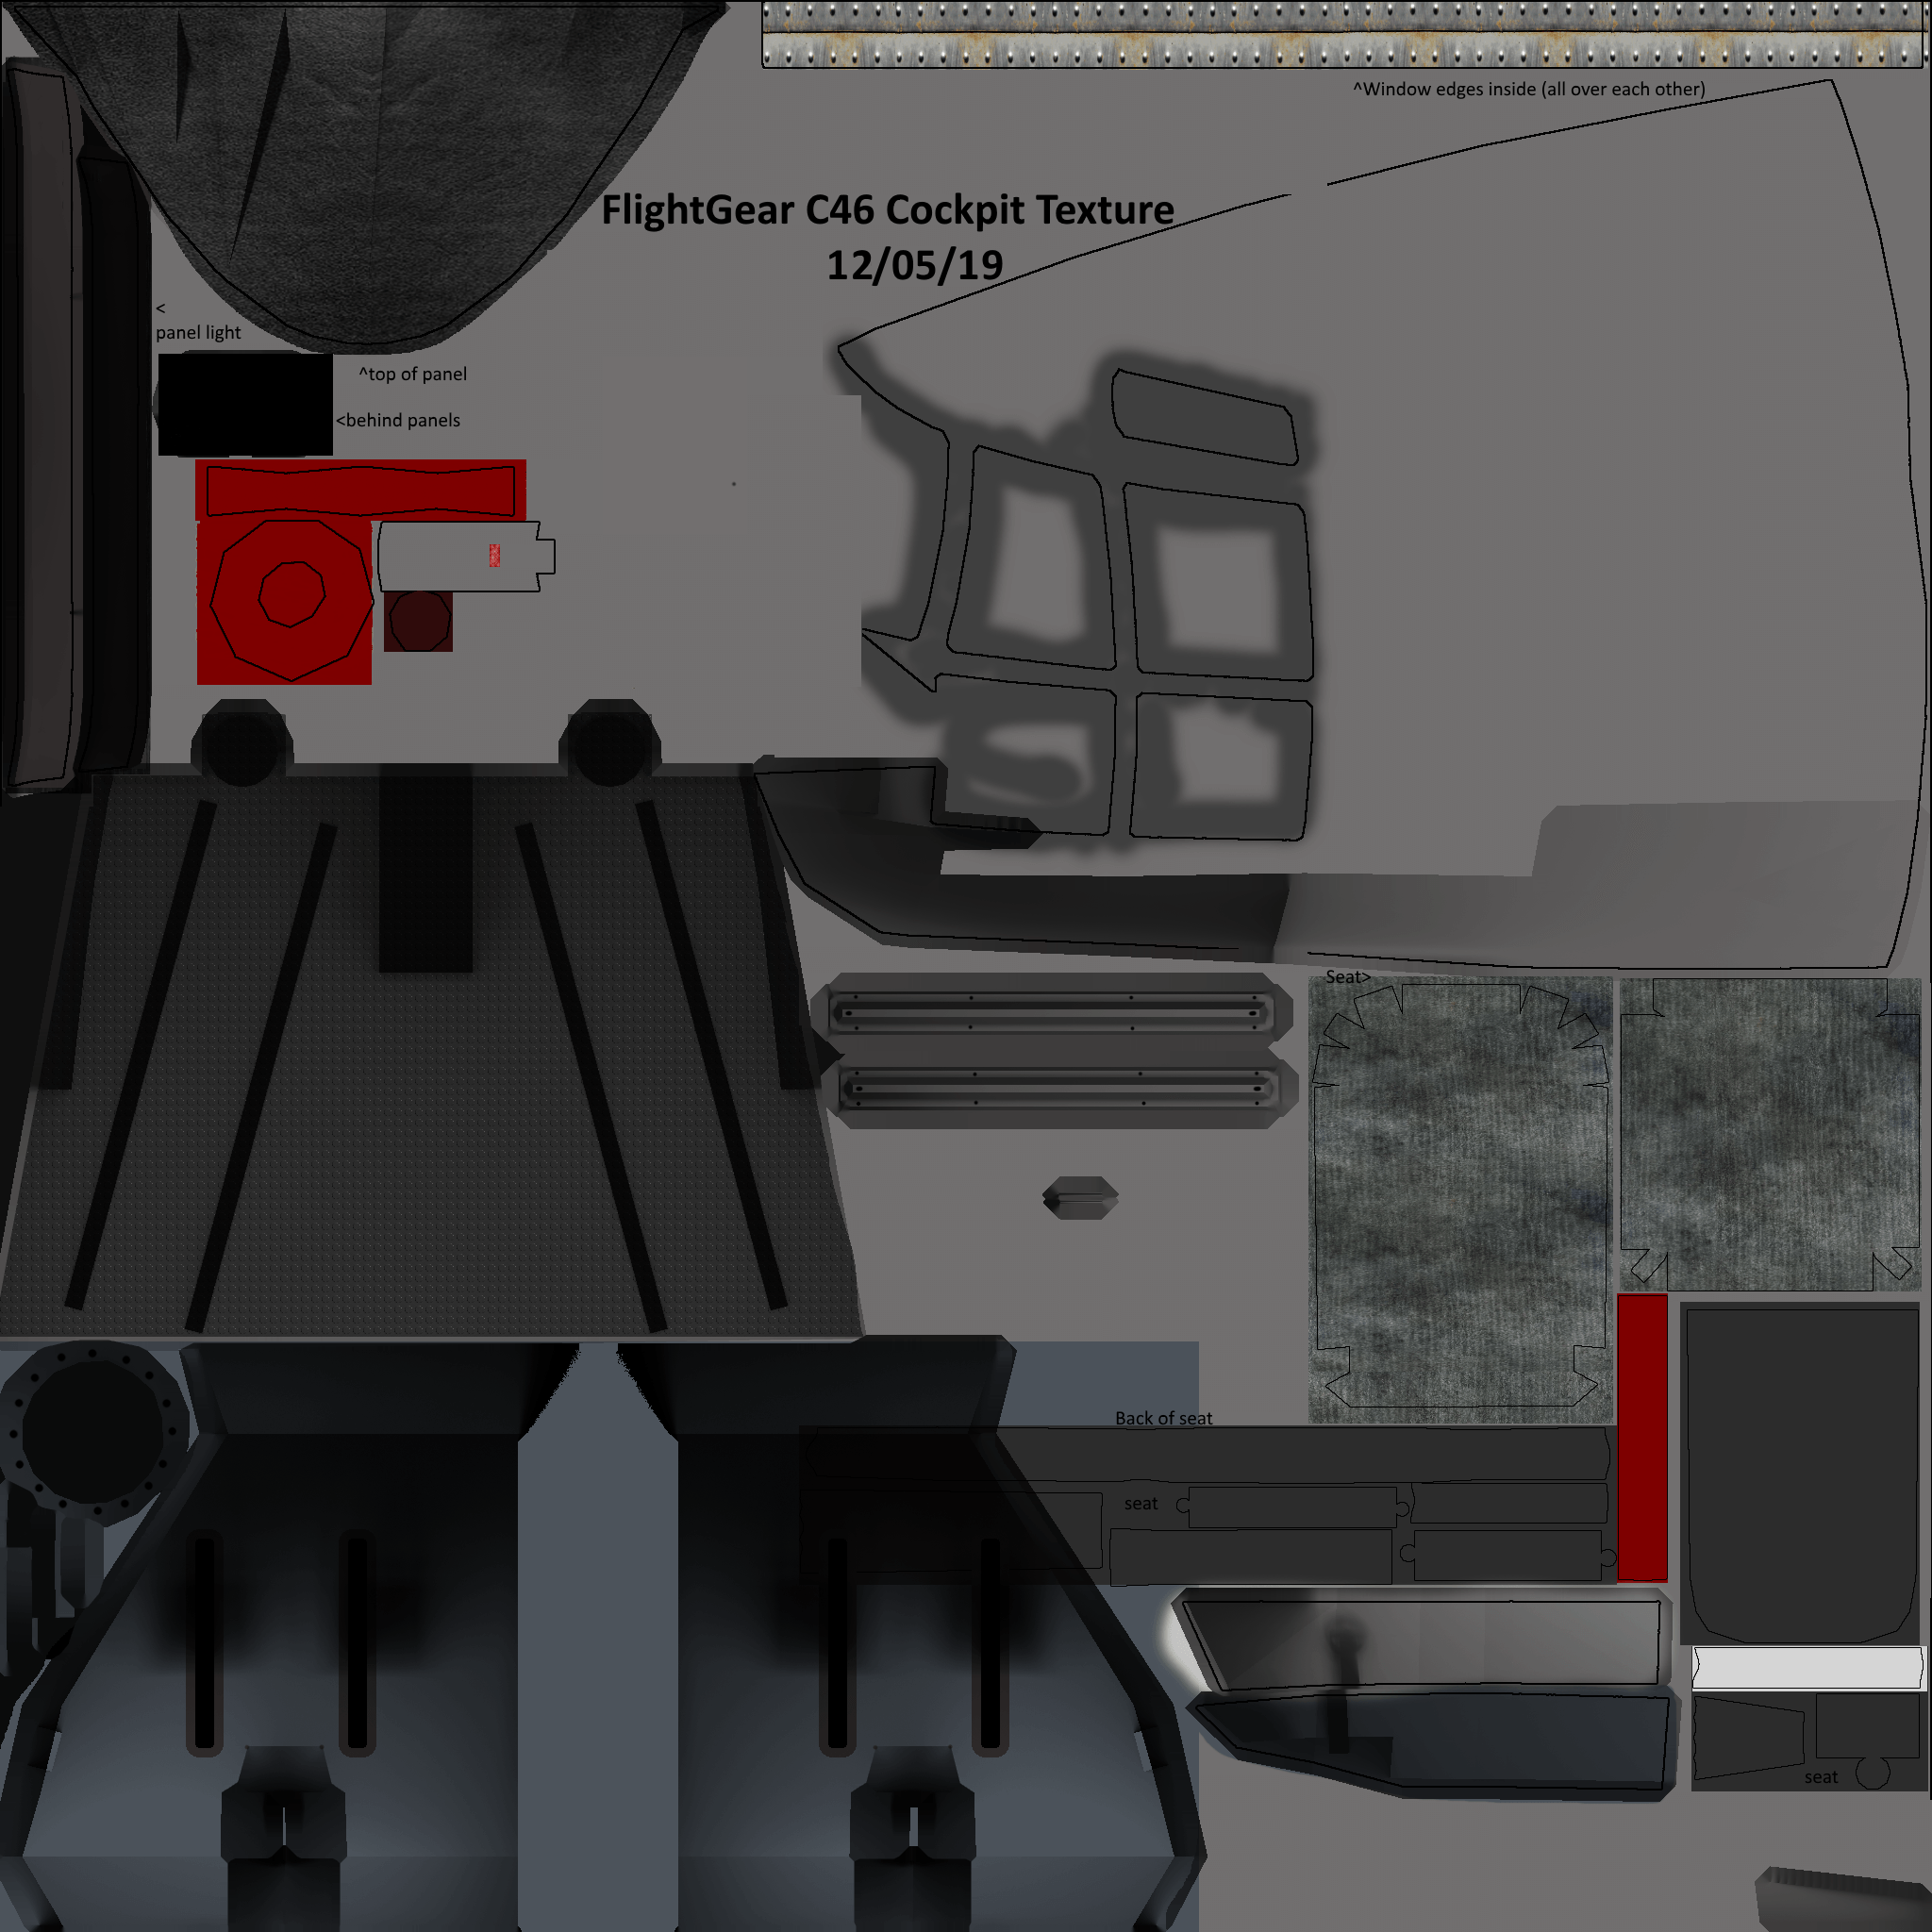 ^Window edges inside (all over each other)
FlightGear C46 Cockpit Texture
12/05/19
<
panel light
^top of panel
<behind panels
Seat>
Back of seat
seat
seat